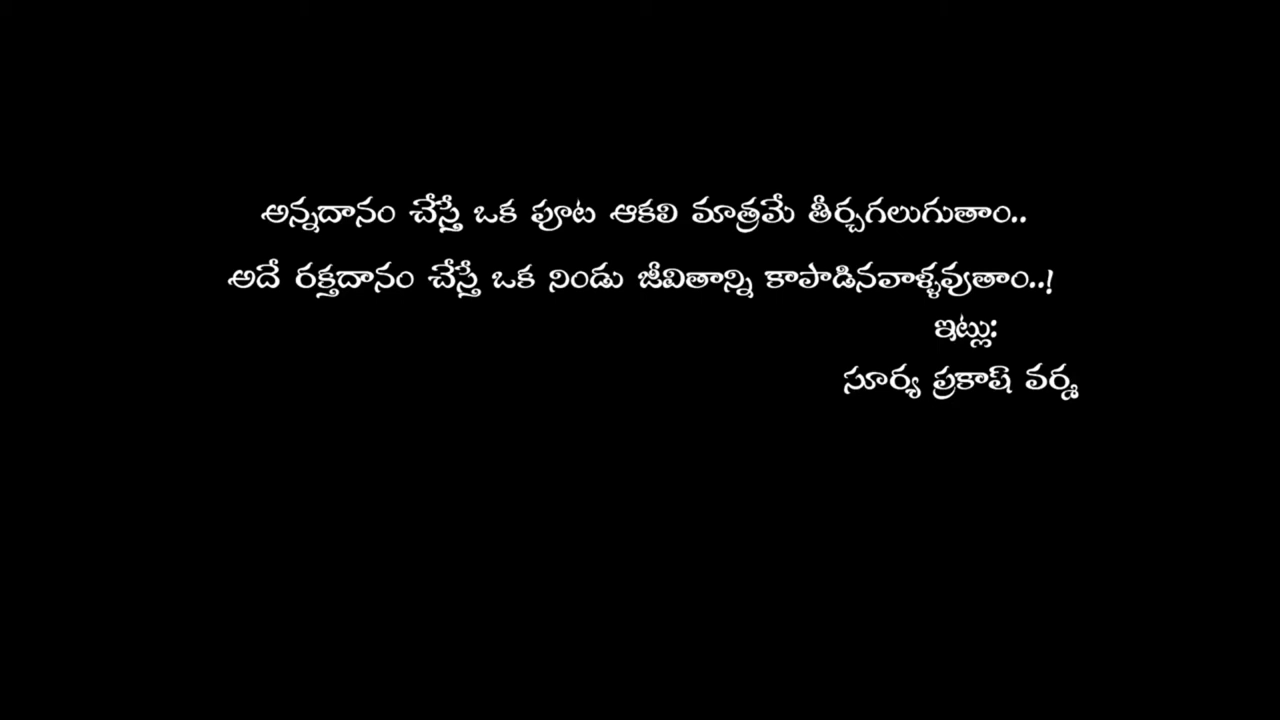 అన్నదానం చేస్తే ఒక పూట ఆకలి మాత్రమే తీర్చగలుగుతాం..
అదే రక్తదానం చేస్తే ఒక నిండు జీవితాన్ని కాపాడినవాళ్ళవుతాం..!
ఇట్లు:
సూర్య ప్రకాష్ వర్మ